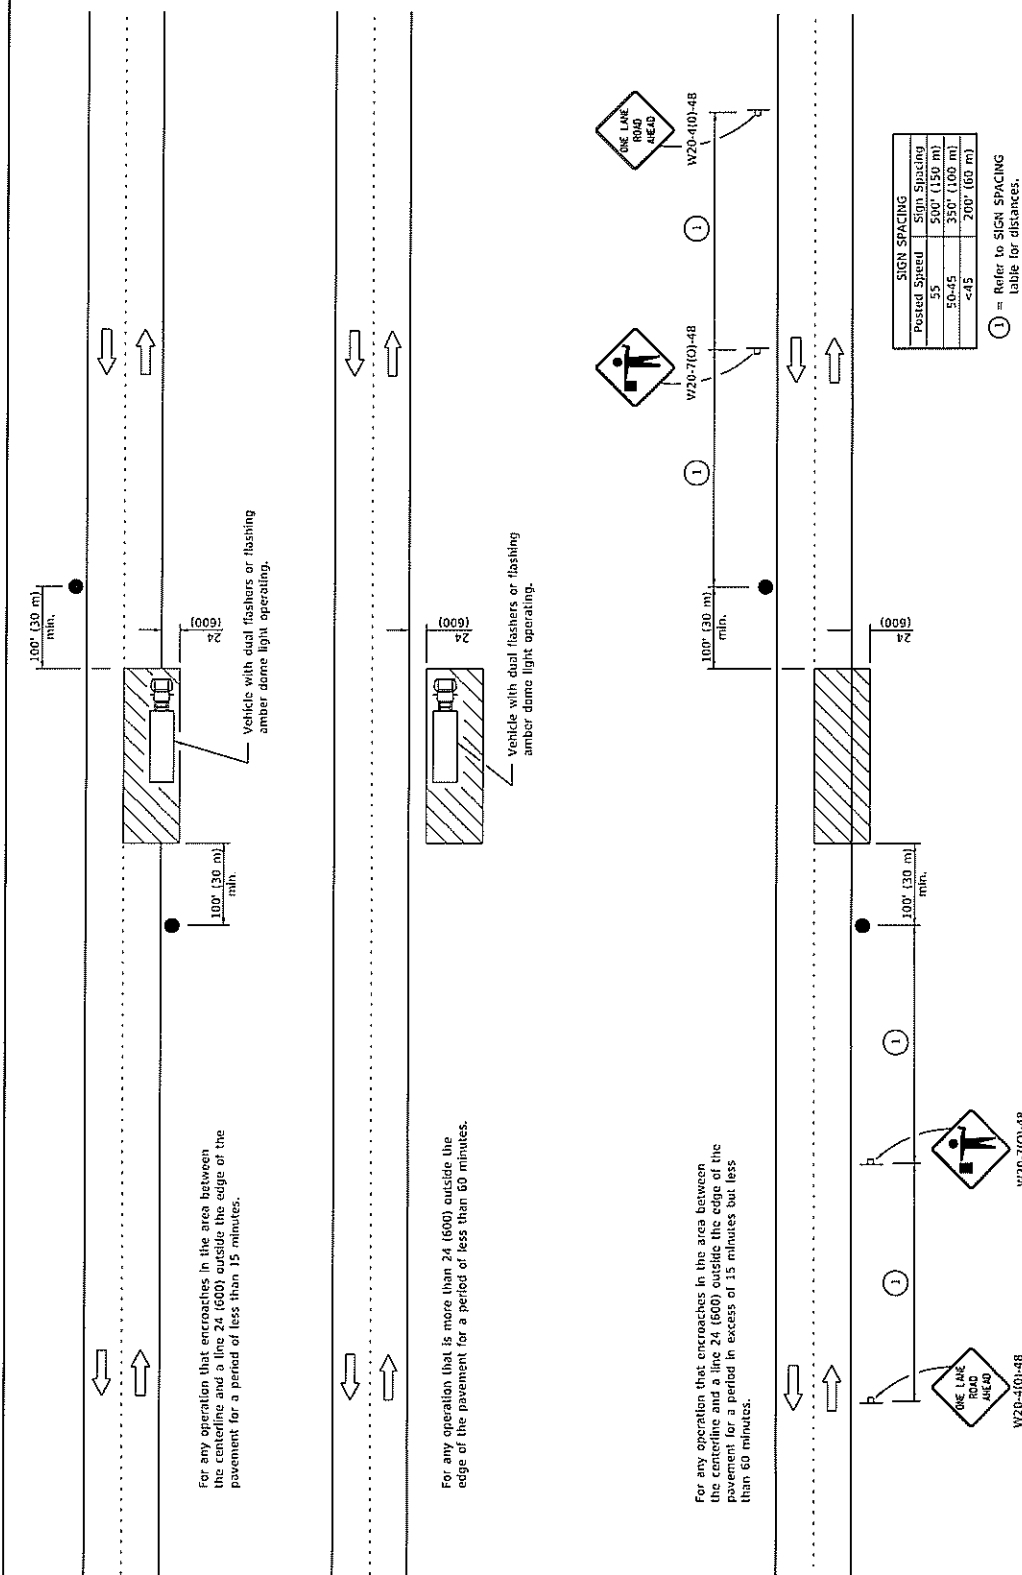 100' (30 m)
min.
24
(600)
Vehicle with dual flashers or flashing
amber dome light operating.
100' (30 m)
min.
For any operation that encroaches in the area between
the centerline and a line 24 (600) outside the edge of the
pavement for a period of less than 15 minutes.
24
(600)
Vehicle with dual flashers or flashing
amber dome light operating.
For any operation that is more than 24 (600) outside the
edge of the pavement for a period of less than 60 minutes.
ONE LANE
ROAD
AHEAD
W20-4(O)-48
1
W20-7(O)-48
1
100' (30 m)
min.
24
(600)
100' (30 m)
min.
For any operation that encroaches in the area between
the centerline and a line 24 (600) outside the edge of the
pavement for a period in excess of 15 minutes but less
than 60 minutes.
1
W20-7(O)-48
1
ONE LANE
ROAD
AHEAD
W20-4(O)-48
SIGN SPACING
Posted Speed Sign Spacing
55 500' (150 m)
50-45 350' (100 m)
<45 200' (60 m)
1 = Refer to SIGN SPACING
table for distances.